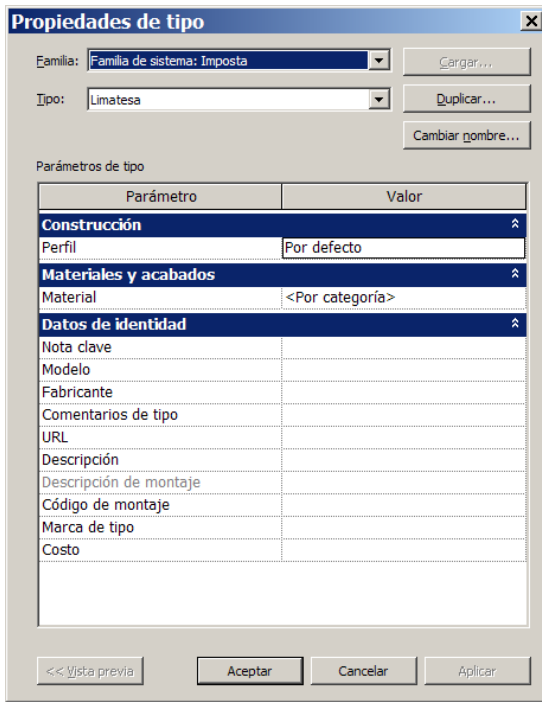 Propiedades de tipo
Familia: Familia de sistema: Imposta Cargar...
Tipo: Limatesa Duplicar...
Cambiar nombre...
Parámetros de tipo
Parámetro Valor
Construcción
Perfil Por defecto
Materiales y acabados
Material <Por categoría>
Datos de identidad
Nota clave
Modelo
Fabricante
Comentarios de tipo
URL
Descripción
Descripción de montaje
Código de montaje
Marca de tipo
Costo
<< Vista previa Aceptar Cancelar Aplicar